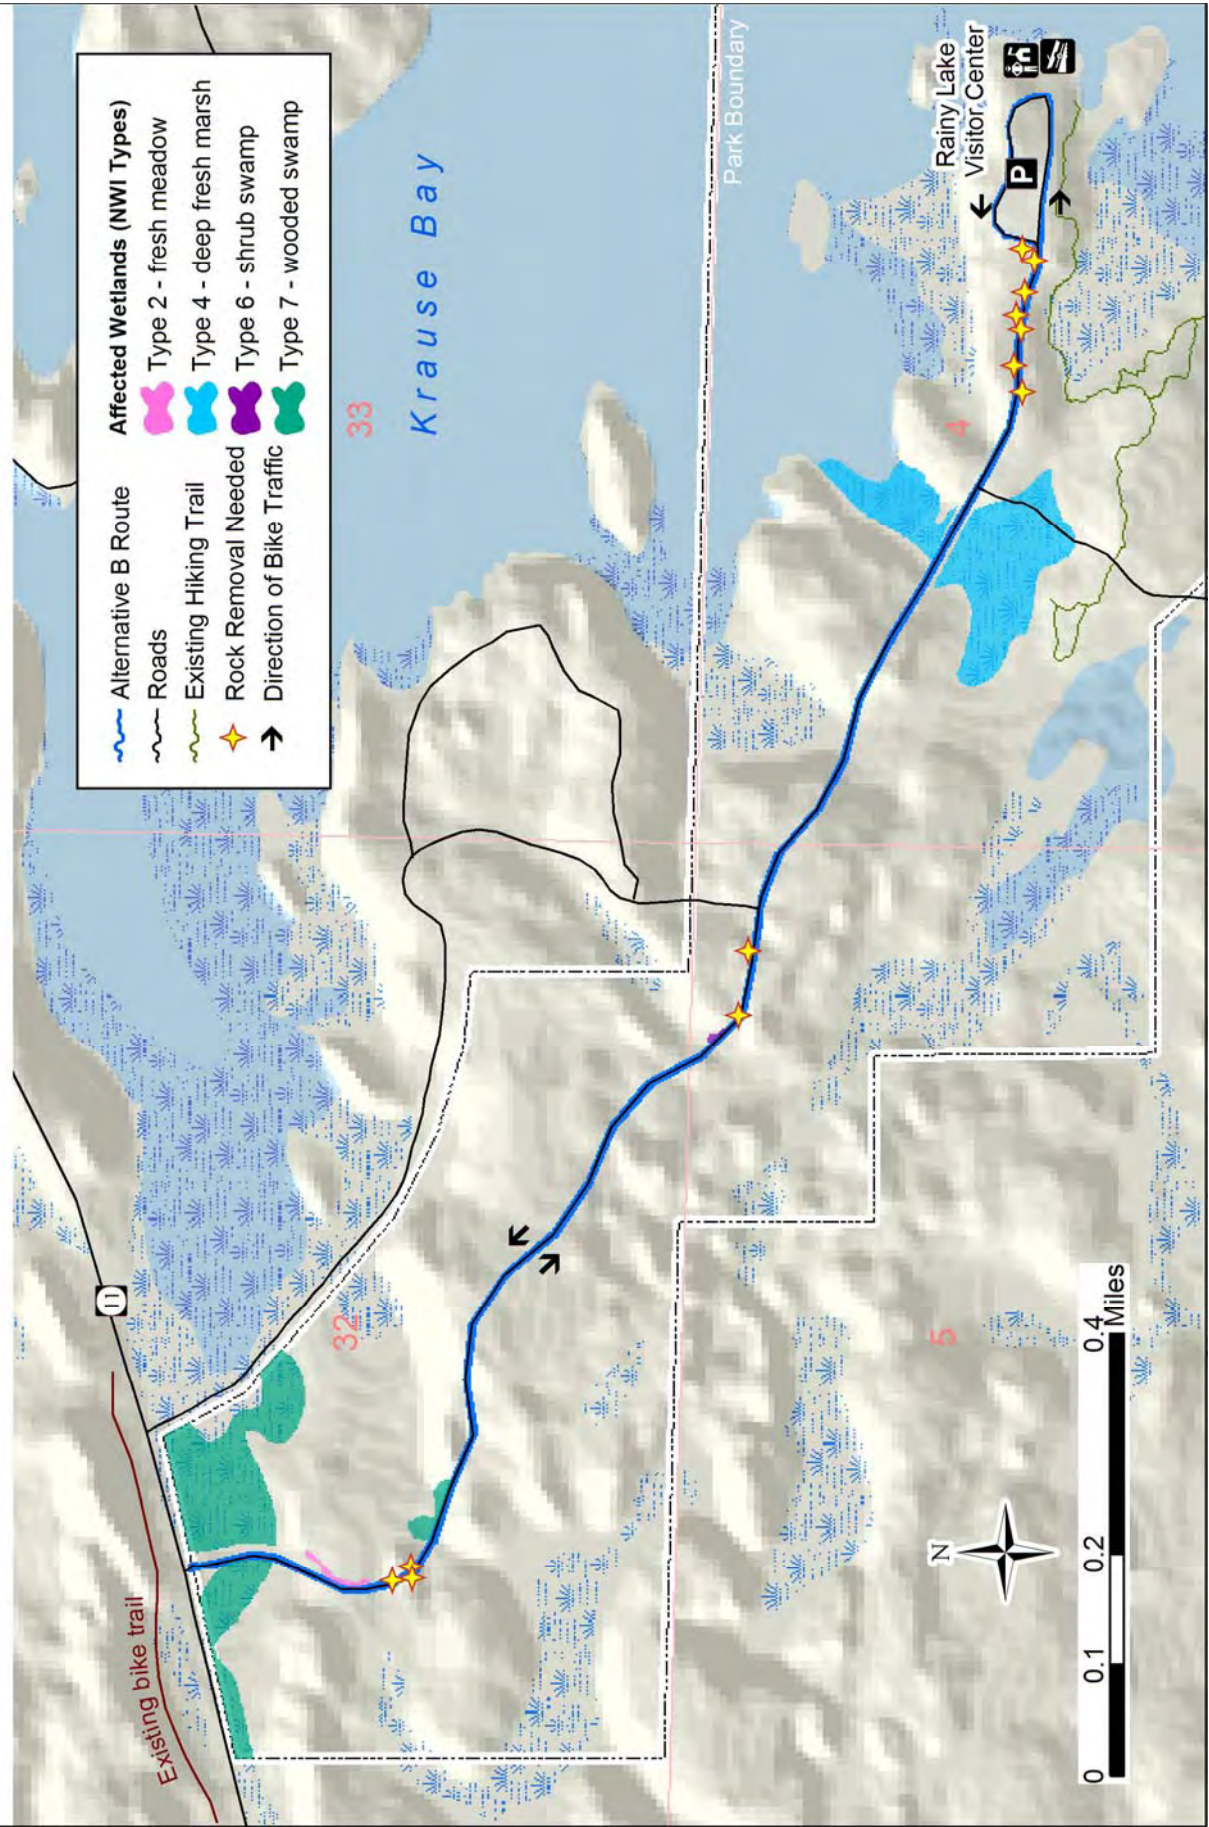 Alternative B Route
Roads
Existing Hiking Trail
Rock Removal Needed
Direction of Bike Traffic
Affected Wetlands (NWI Types)
Type 2 - fresh meadow
Type 4 - deep fresh marsh
Type 6 - shrub swamp
Type 7 - wooded swamp
33
Krause Bay
Park Boundary
Rainy Lake
Visitor Center
P
4
11
32
Existing bike trail
5
N
0 0.1 0.2 0.4
Miles